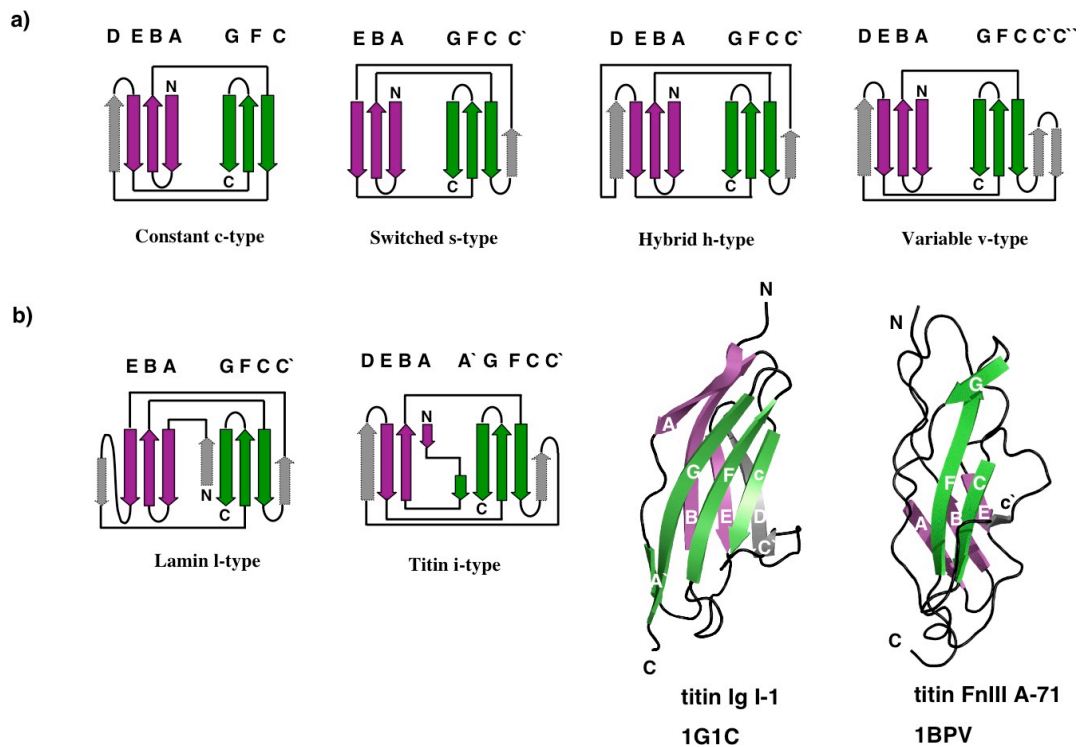 a)
D E B A G F C
E B A G F C C`
D E B A G F C C`
D E B A G F C C` C``
N
N
N
N
C
C
C
C
Constant c-type
Switched s-type
Hybrid h-type
Variable v-type
b)
E B A G F C C`
D E B A A` G F C C`
N
N
C
C
Lamin l-type
Titin i-type
N
A
G
F
c
B
E
D
C`
A`
C
N
G
F
C
A
B
E
c`
C
titin Ig I-1
1G1C
titin FnIII A-71
1BPV